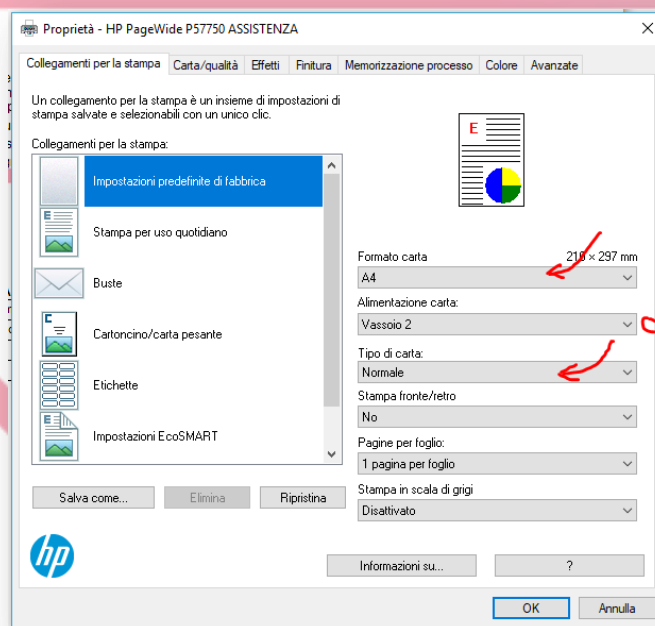 Proprietà - HP PageWide P57750 ASSISTENZA
Collegamenti per la stampa Carta/qualità Effetti Finitura Memorizzazione processo Colore Avanzate
Un collegamento per la stampa è un insieme di impostazioni di
stampa salvate e selezionabili con un unico clic.
Collegamenti per la stampa:
Impostazioni predefinite di fabbrica
Stampa per uso quotidiano
Buste
Cartoncino/carta pesante
Etichette
Impostazioni EcoSMART
Salva come... Elimina Ripristina
E
Formato carta 210 × 297 mm
A4
Alimentazione carta:
Vassoio 2
Tipo di carta:
Normale
Stampa fronte/retro
No
Pagine per foglio:
1 pagina per foglio
Stampa in scala di grigi
Disattivato
hp
Informazioni su... ?
OK Annulla